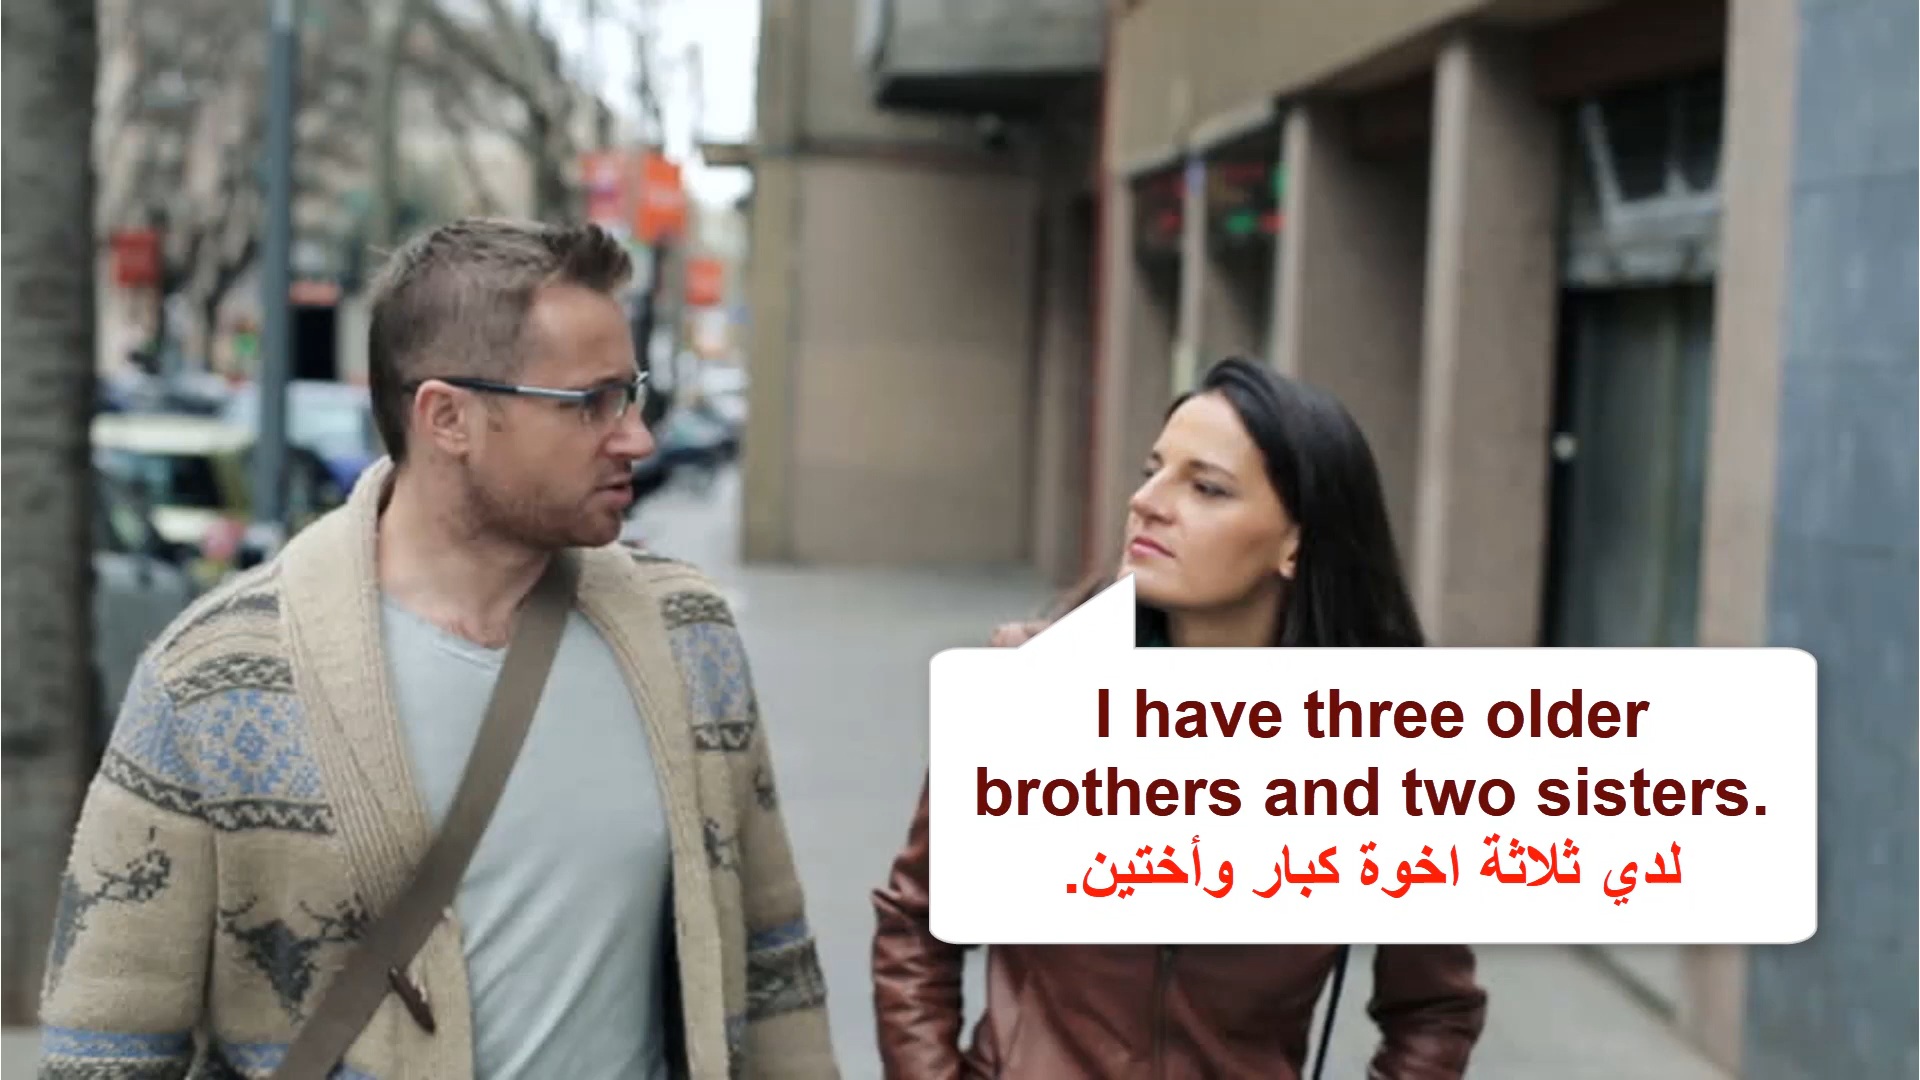 I have three older
brothers and two sisters.
لدي ثلاثة اخوة كبار وأختين.